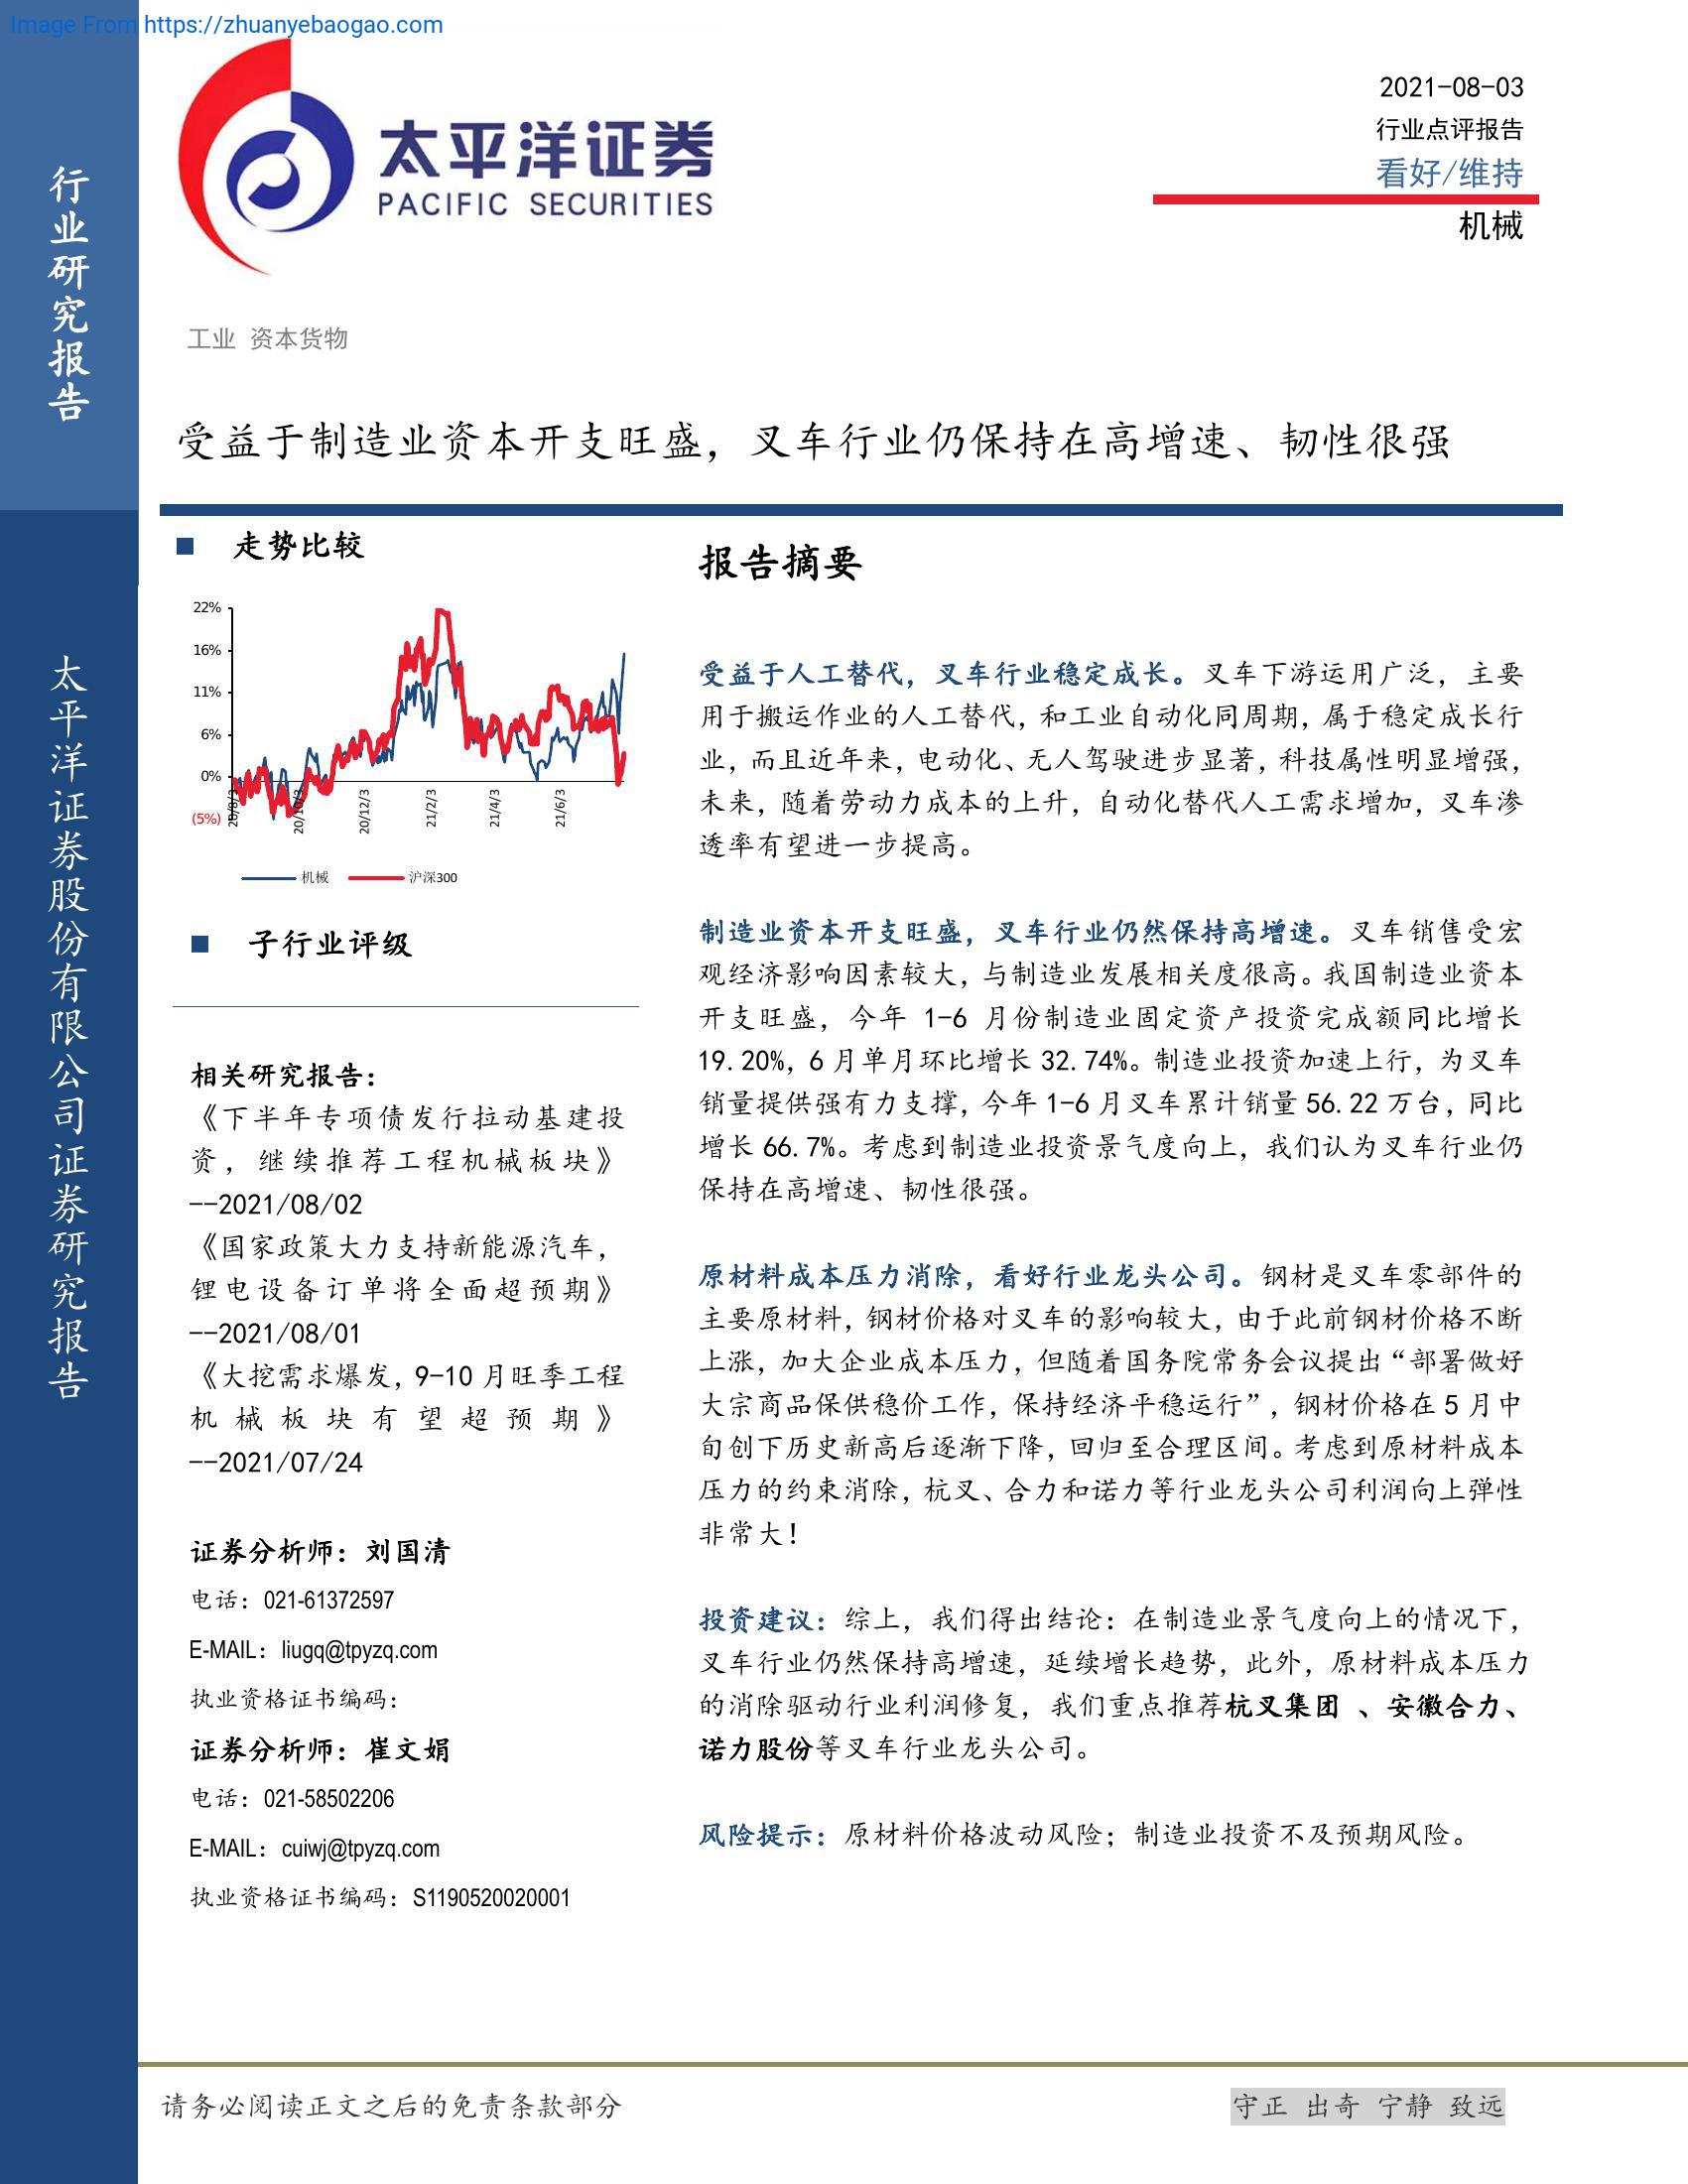 Image From https://zhuanyebaogao.com
行业研究报告
太平洋证券股份有限公司证券研究报告
太平洋证券
PACIFIC SECURITIES
2021-08-03
行业点评报告
看好/维持
机械
工业 资本货物
受益于制造业资本开支旺盛，叉车行业仍保持在高增速、韧性很强
■ 走势比较
22%
16%
11%
6%
0%
(5%)
20/8/3
20/10/3
20/12/3
21/2/3
21/4/3
21/6/3
机械 沪深300
■ 子行业评级
相关研究报告：
《下半年专项债发行拉动基建投
资，继续推荐工程机械板块》
--2021/08/02
《国家政策大力支持新能源汽车，
锂电设备订单将全面超预期》
--2021/08/01
《大挖需求爆发，9-10 月旺季工程
机械板块有望超预期》
--2021/07/24
证券分析师：刘国清
电话：021-61372597
E-MAIL：liugq@tpyzq.com
执业资格证书编码：
证券分析师：崔文娟
电话：021-58502206
E-MAIL：cuiwj@tpyzq.com
执业资格证书编码：S1190520020001
报告摘要
受益于人工替代，叉车行业稳定成长。叉车下游运用广泛，主要
用于搬运作业的人工替代，和工业自动化同周期，属于稳定成长行
业，而且近年来，电动化、无人驾驶进步显著，科技属性明显增强，
未来，随着劳动力成本的上升，自动化替代人工需求增加，叉车渗
透率有望进一步提高。
制造业资本开支旺盛，叉车行业仍然保持高增速。叉车销售受宏
观经济影响因素较大，与制造业发展相关度很高。我国制造业资本
开支旺盛，今年 1-6 月份制造业固定资产投资完成额同比增长
19.20%，6 月单月环比增长 32.74%。制造业投资加速上行，为叉车
销量提供强有力支撑，今年 1-6 月叉车累计销量 56.22 万台，同比
增长 66.7%。考虑到制造业投资景气度向上，我们认为叉车行业仍
保持在高增速、韧性很强。
原材料成本压力消除，看好行业龙头公司。钢材是叉车零部件的
主要原材料，钢材价格对叉车的影响较大，由于此前钢材价格不断
上涨，加大企业成本压力，但随着国务院常务会议提出“部署做好
大宗商品保供稳价工作，保持经济平稳运行”，钢材价格在 5 月中
旬创下历史新高后逐渐下降，回归至合理区间。考虑到原材料成本
压力的约束消除，杭叉、合力和诺力等行业龙头公司利润向上弹性
非常大！
投资建议：综上，我们得出结论：在制造业景气度向上的情况下，
叉车行业仍然保持高增速，延续增长趋势，此外，原材料成本压力
的消除驱动行业利润修复，我们重点推荐杭叉集团 、安徽合力、
诺力股份等叉车行业龙头公司。
风险提示：原材料价格波动风险；制造业投资不及预期风险。
请务必阅读正文之后的免责条款部分
守正 出奇 宁静 致远